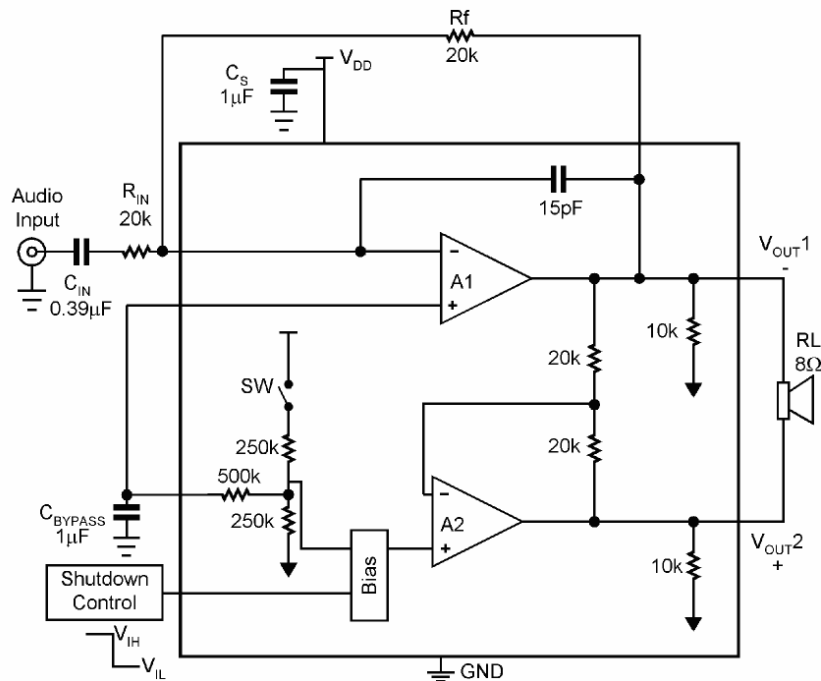 Rf
20k
C_S
1μF
V_DD
R_IN
20k
Audio
Input
C_IN
0.39μF
15pF
-
A1
+
V_OUT1
-
10k
RL
8Ω
20k
SW
20k
250k
500k
250k
C_BYPASS
1μF
-
A2
+
Bias
V_OUT2
+
10k
Shutdown
Control
V_IH
V_IL
GND